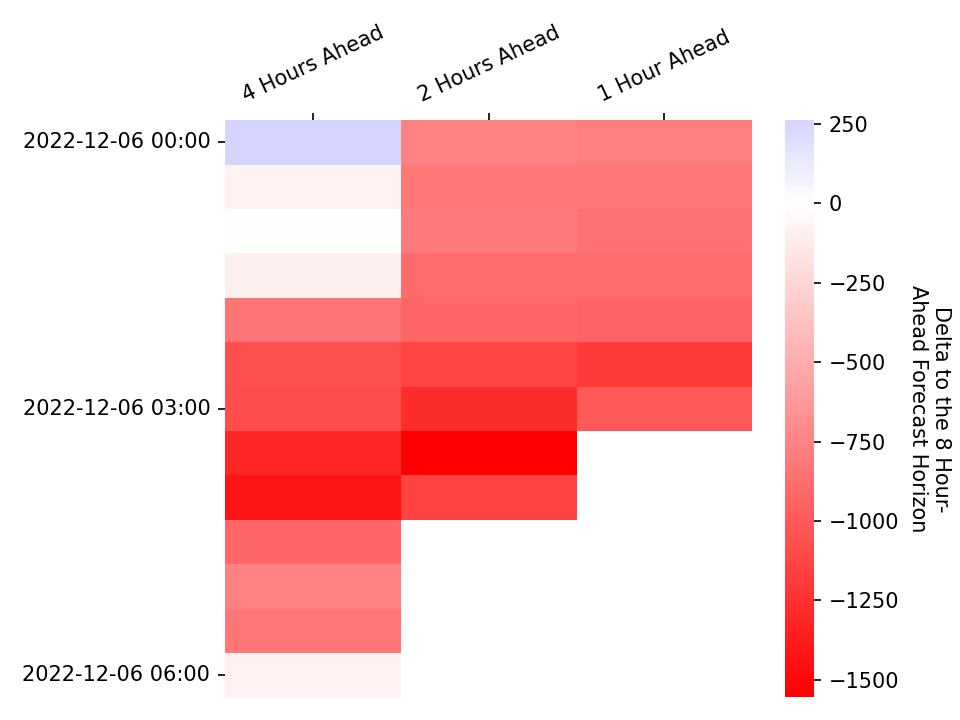 4 Hours Ahead
2 Hours Ahead
1 Hour Ahead
2022-12-06 00:00
2022-12-06 03:00
2022-12-06 06:00
250
0
−250
−500
−750
−1000
−1250
−1500
Delta to the 8 Hour-
Ahead Forecast Horizon